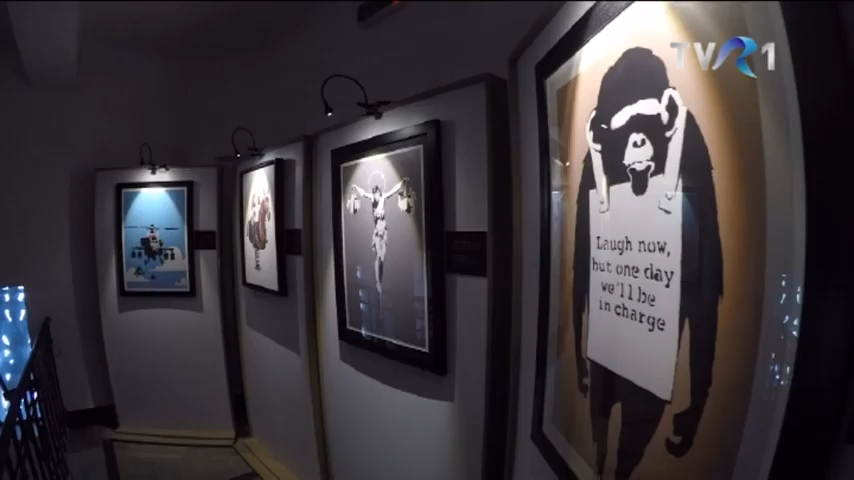 TVR1
Laugh now,
but one day
we'll be
in charge